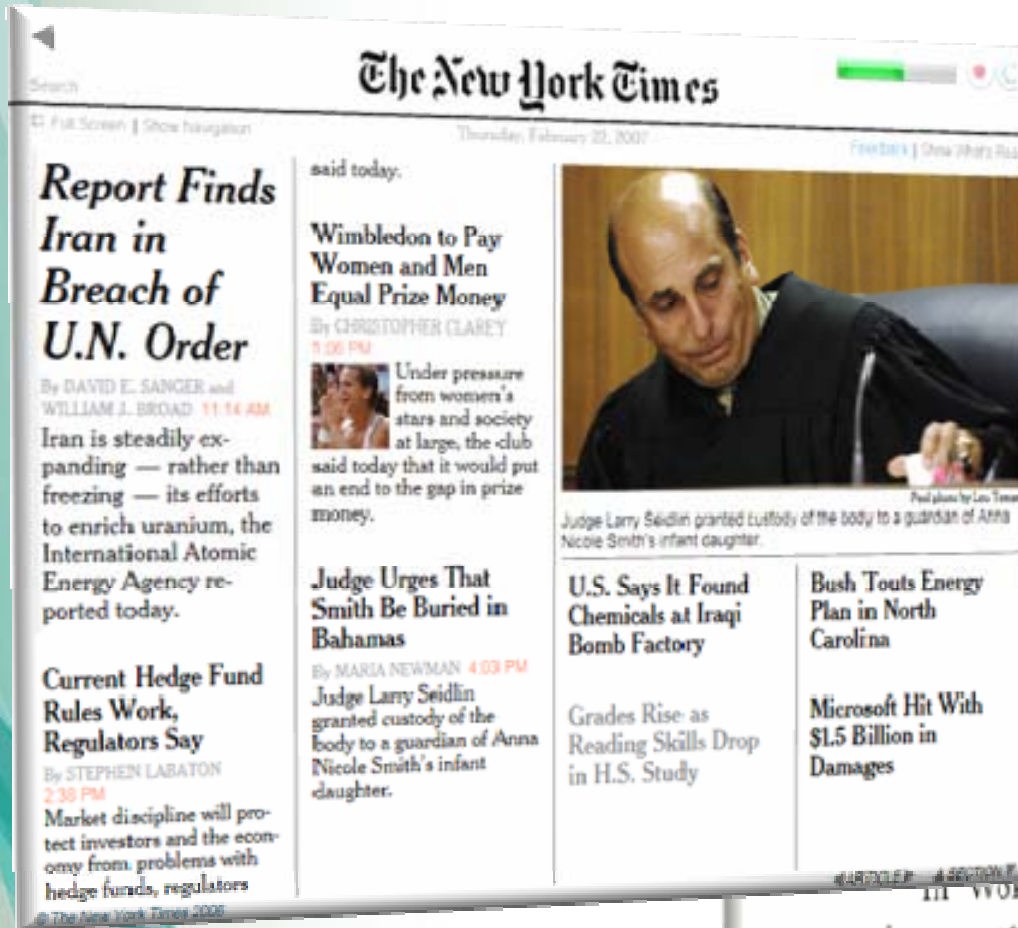 The New York Times
Search
Full Screen | Show Navigation
Thursday, February 22, 2007
Feedback | Show What's
Report Finds
Iran in
Breach of
U.N. Order
By DAVID E. SANGER and
WILLIAM J. BROAD 11:14 AM
Iran is steadily ex-
panding — rather than
freezing — its efforts
to enrich uranium, the
International Atomic
Energy Agency re-
ported today.
Current Hedge Fund
Rules Work,
Regulators Say
By STEPHEN LABATON
2:38 PM
Market discipline will pro-
tect investors and the econ-
omy from problems with
hedge funds, regulators
said today.
Wimbledon to Pay
Women and Men
Equal Prize Money
By CHRISTOPHER CLAREY
1:06 PM
Under pressure
from women's
stars and society
at large, the club
said today that it would put
an end to the gap in prize
money.
Judge Urges That
Smith Be Buried in
Bahamas
By MARIA NEWMAN 4:03 PM
Judge Larry Seidlin
granted custody of the
body to a guardian of Anna
Nicole Smith's infant
daughter.
Pool photo by Lou
Judge Larry Seidlin granted custody of the body to a guardian of Anna
Nicole Smith's infant daughter.
U.S. Says It Found
Chemicals at Iraqi
Bomb Factory
Grades Rise as
Reading Skills Drop
in H.S. Study
Bush Touts Energy
Plan in North
Carolina
Microsoft Hit With
$1.5 Billion in
Damages
ARTICLE SECTION
© The New York Times 2006